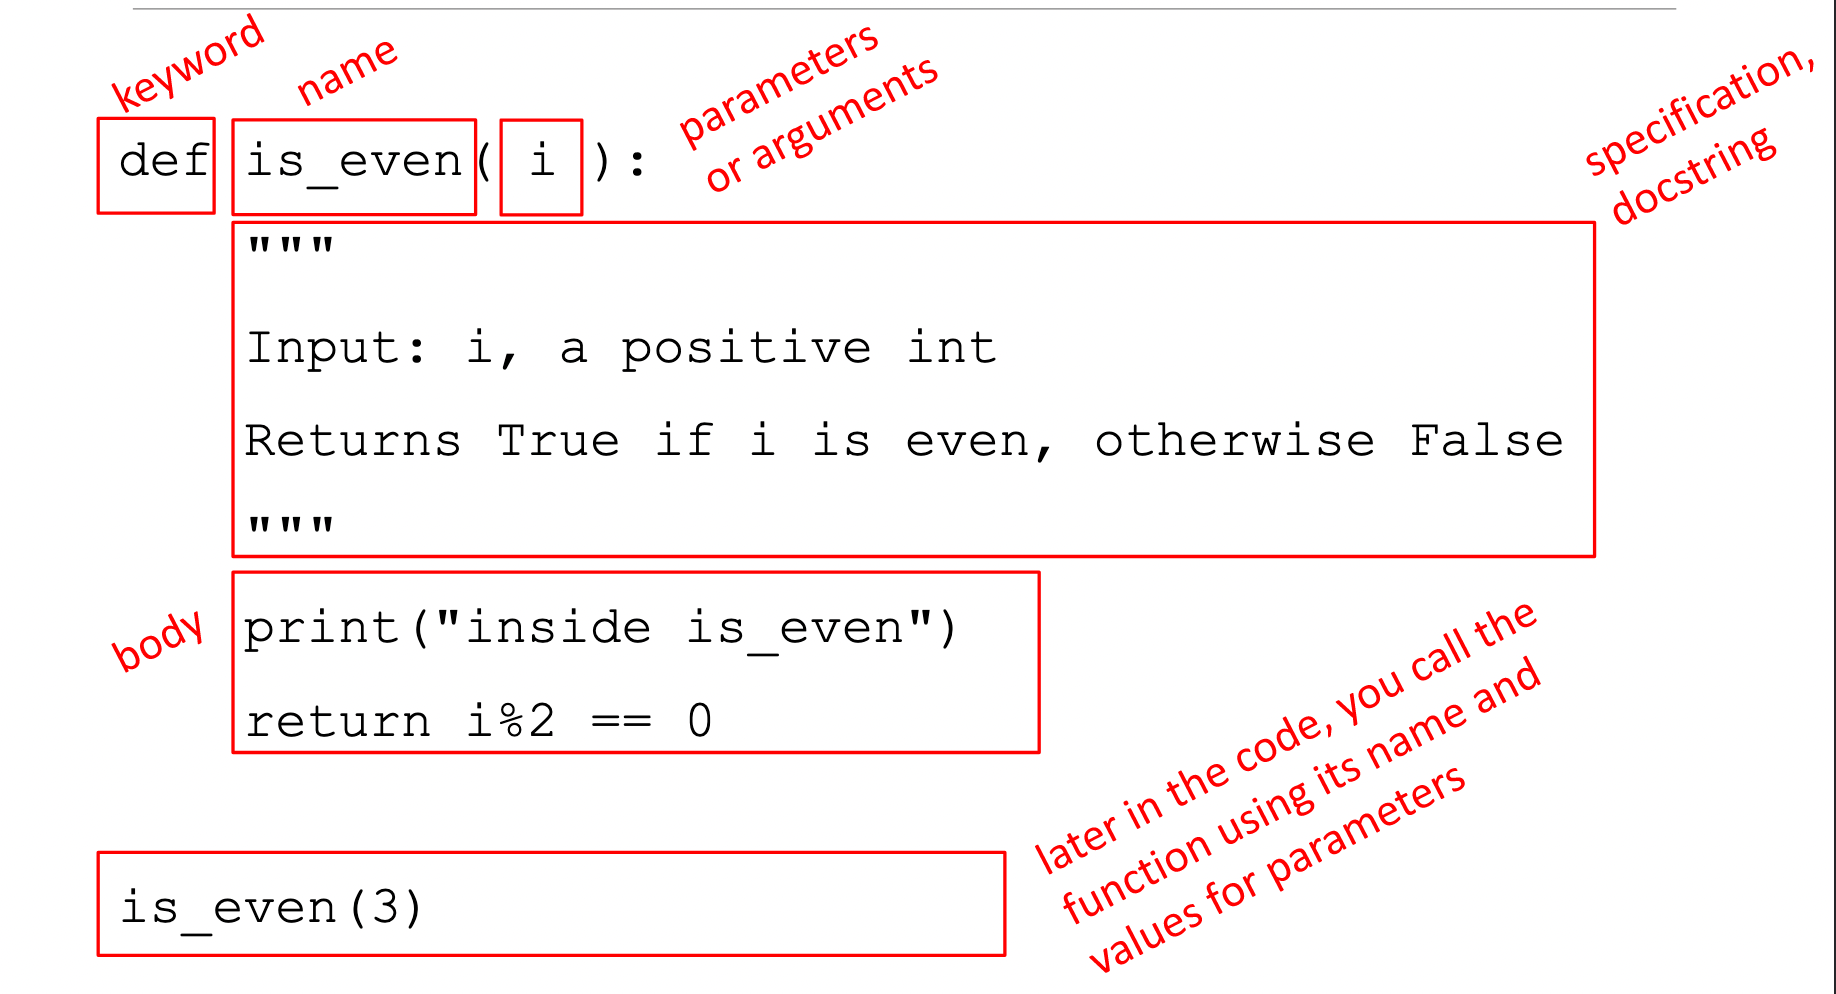 keyword
name
parameters
or arguments
specification,
docstring
def is_even( i ):
"""
Input: i, a positive int
Returns True if i is even, otherwise False
"""
body
print("inside is_even")
return i%2 == 0
later in the code, you call the
function using its name and
values for parameters
is_even(3)